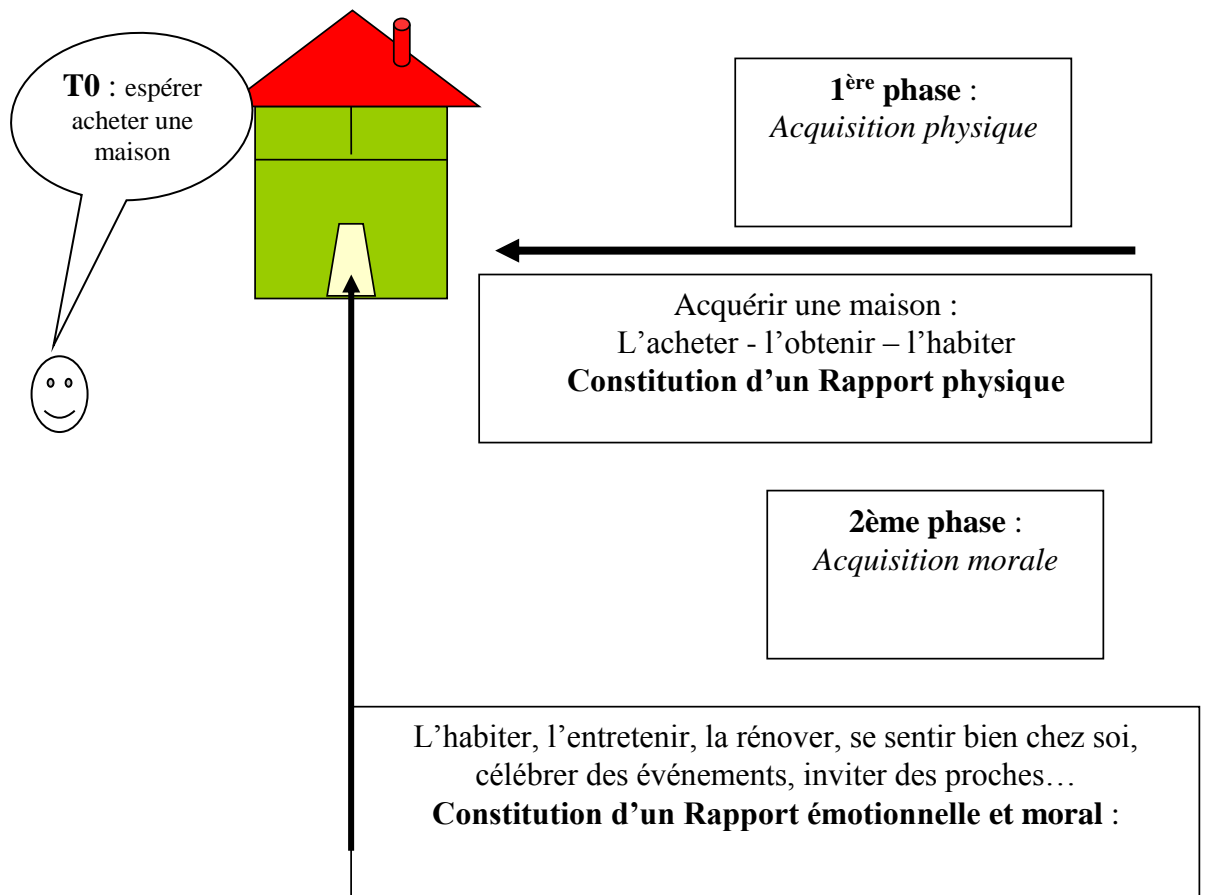 T0 : espérer
acheter une
maison
1ère phase :
Acquisition physique
Acquérir une maison :
L’acheter - l’obtenir – l’habiter
Constitution d’un Rapport physique
2ème phase :
Acquisition morale
L’habiter, l’entretenir, la rénover, se sentir bien chez soi,
célébrer des événements, inviter des proches…
Constitution d’un Rapport émotionnelle et moral :